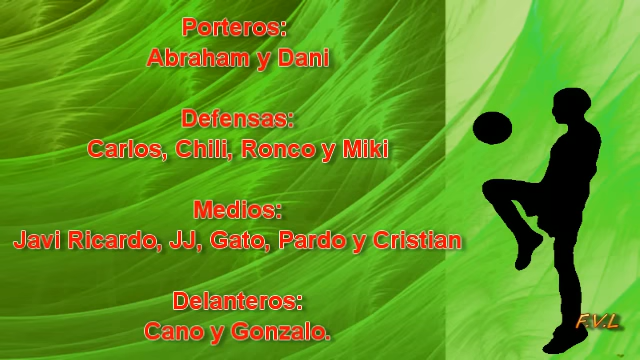 Porteros:
Abraham y Dani
Defensas:
Carlos, Chili, Ronco y Miki
Medios:
Javi Ricardo, JJ, Gato, Pardo y Cristian
Delanteros:
Cano y Gonzalo.
F.V.L